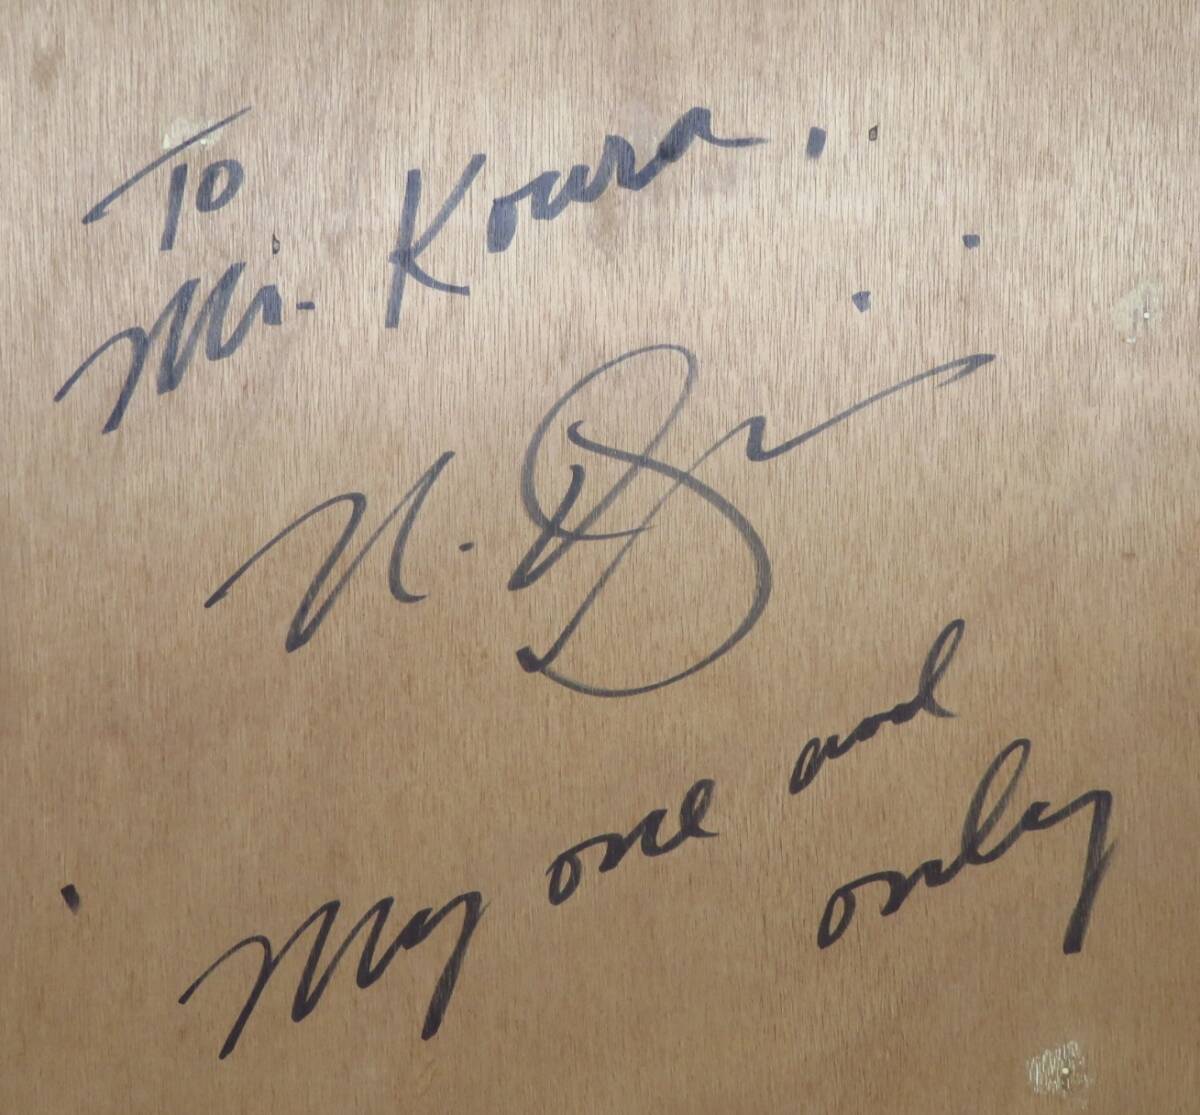 To
Mr. Koura.
My one and
only